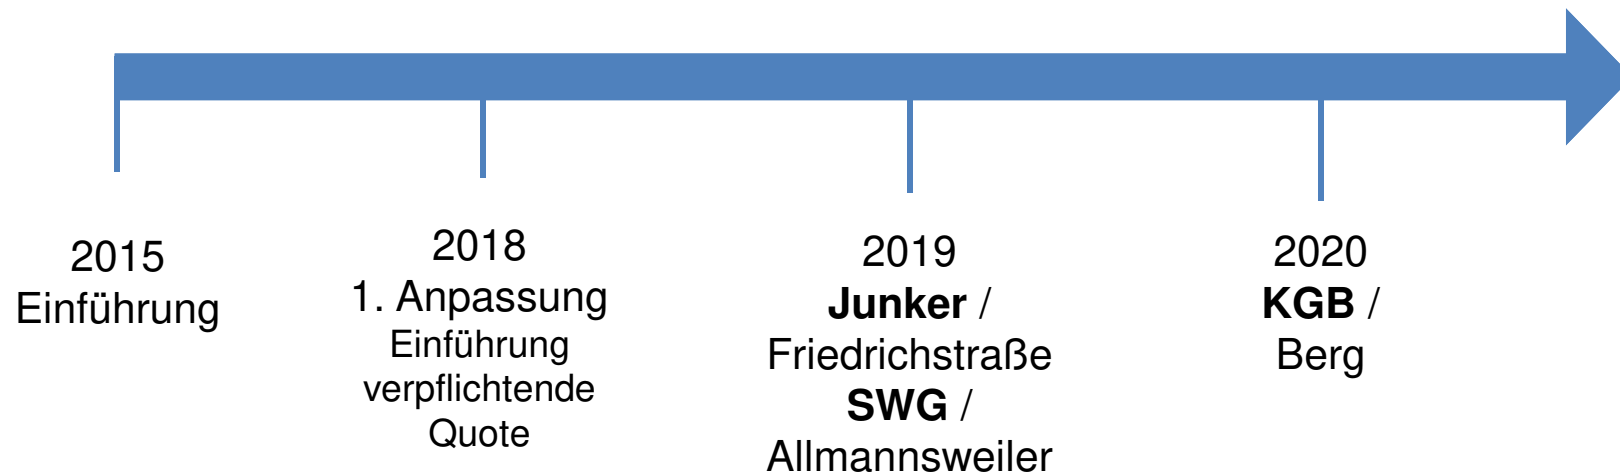 2015
Einführung
2018
1. Anpassung
Einführung
verpflichtende
Quote
2019
Junker /
Friedrichstraße
SWG /
Allmannsweiler
2020
KGB /
Berg